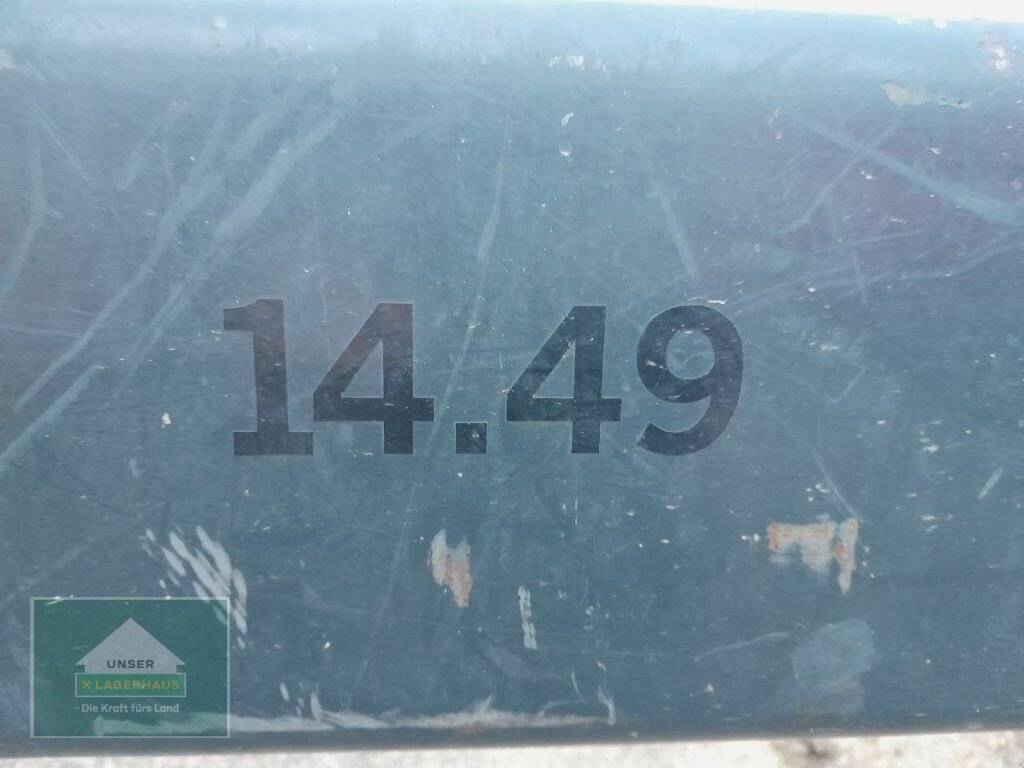 14.49
UNSER
X LAGERHAUS
Die Kraft fürs Land